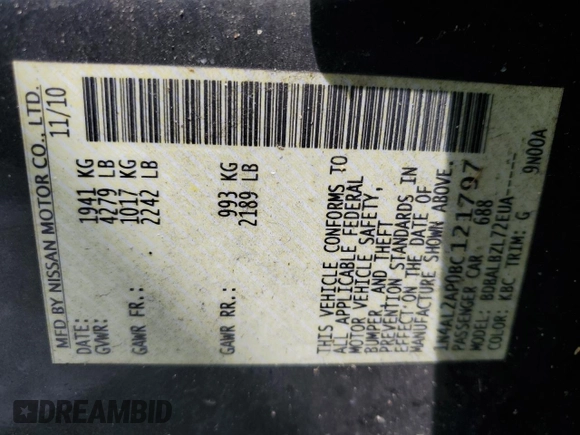 MFD BY NISSAN MOTOR CO., LTD.
DATE: 11/10
GVWR: 1941 KG
4279 LB
GAWR FR.: 1017 KG
2242 LB
GAWR RR.: 993 KG
2189 LB
THIS VEHICLE CONFORMS TO
ALL APPLICABLE FEDERAL
MOTOR VEHICLE SAFETY,
BUMPER, AND THEFT
PREVENTION STANDARDS IN
EFFECT ON THE DATE OF
MANUFACTURE SHOWN ABOVE.
1N4AL2AP0BC121797
PASSENGER CAR 688
MODEL: BDBALBZL72EUA
COLOR: KBC TRIM: G 9N00A
DREAMBID